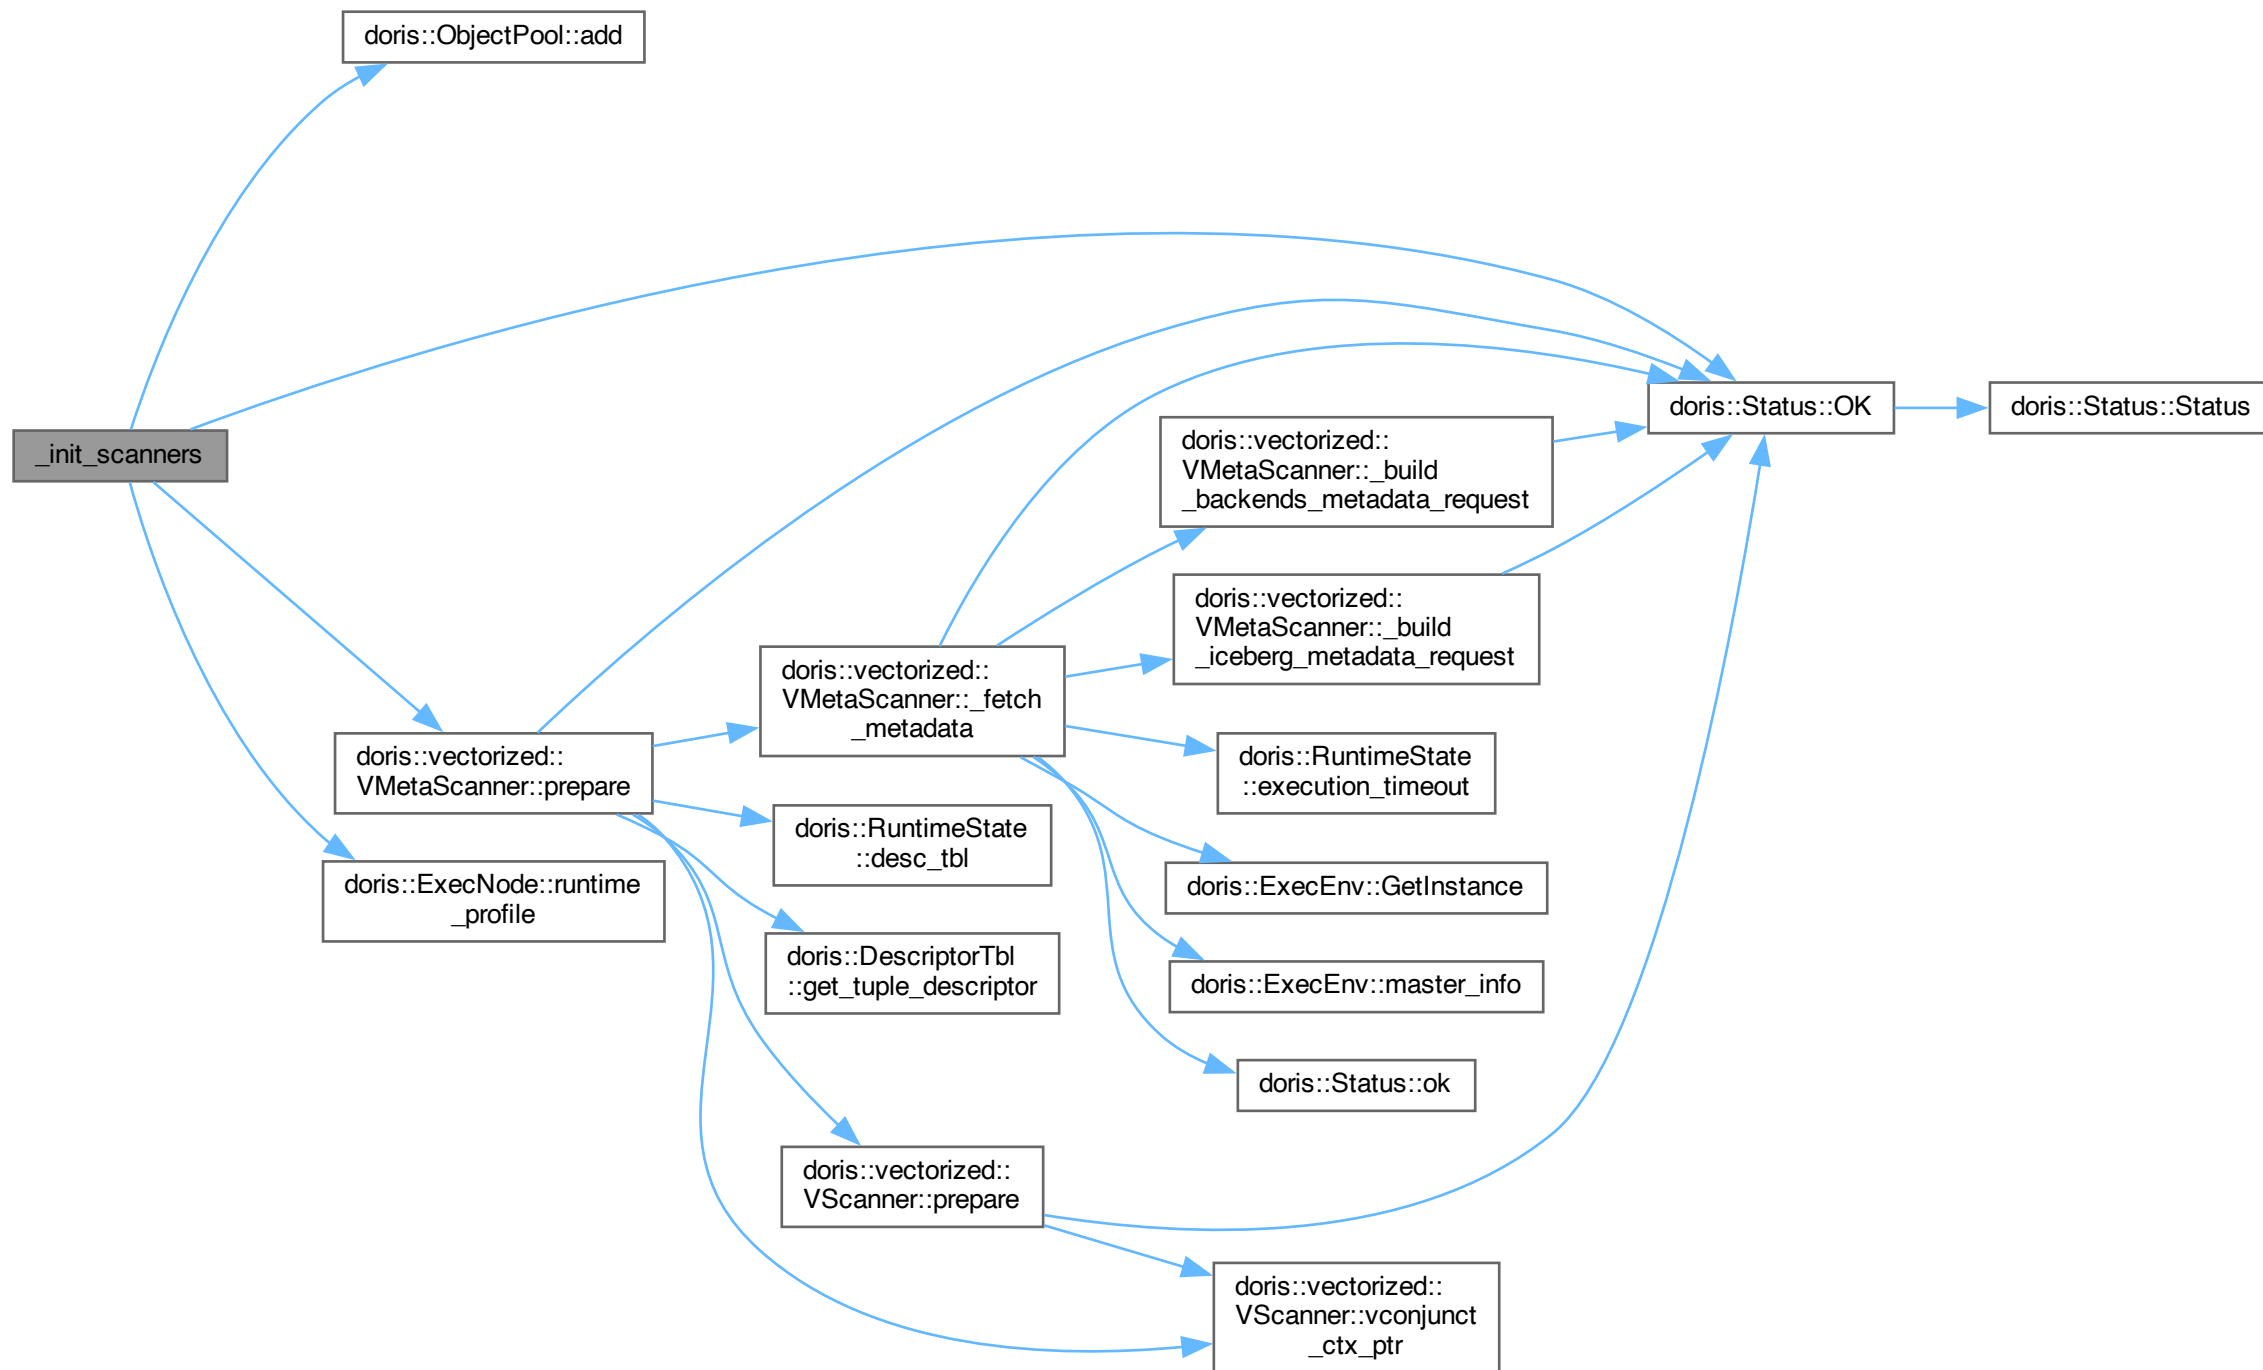 doris::ObjectPool::add
_init_scanners
doris::vectorized::
VMetaScanner::prepare
doris::ExecNode::runtime
_profile
doris::vectorized::
VMetaScanner::_fetch
_metadata
doris::RuntimeState
::desc_tbl
doris::DescriptorTbl
::get_tuple_descriptor
doris::vectorized::
VScanner::prepare
doris::vectorized::
VMetaScanner::_build
_backends_metadata_request
doris::vectorized::
VMetaScanner::_build
_iceberg_metadata_request
doris::RuntimeState
::execution_timeout
doris::ExecEnv::GetInstance
doris::ExecEnv::master_info
doris::Status::ok
doris::vectorized::
VScanner::vconjunct
_ctx_ptr
doris::Status::OK
doris::Status::Status